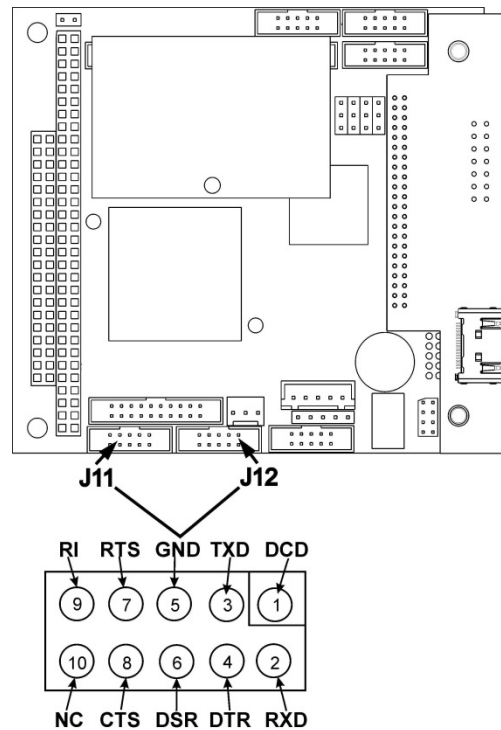 J11 J12
RI RTS GND TXD DCD
9 7 5 3 1
10 8 6 4 2
NC CTS DSR DTR RXD